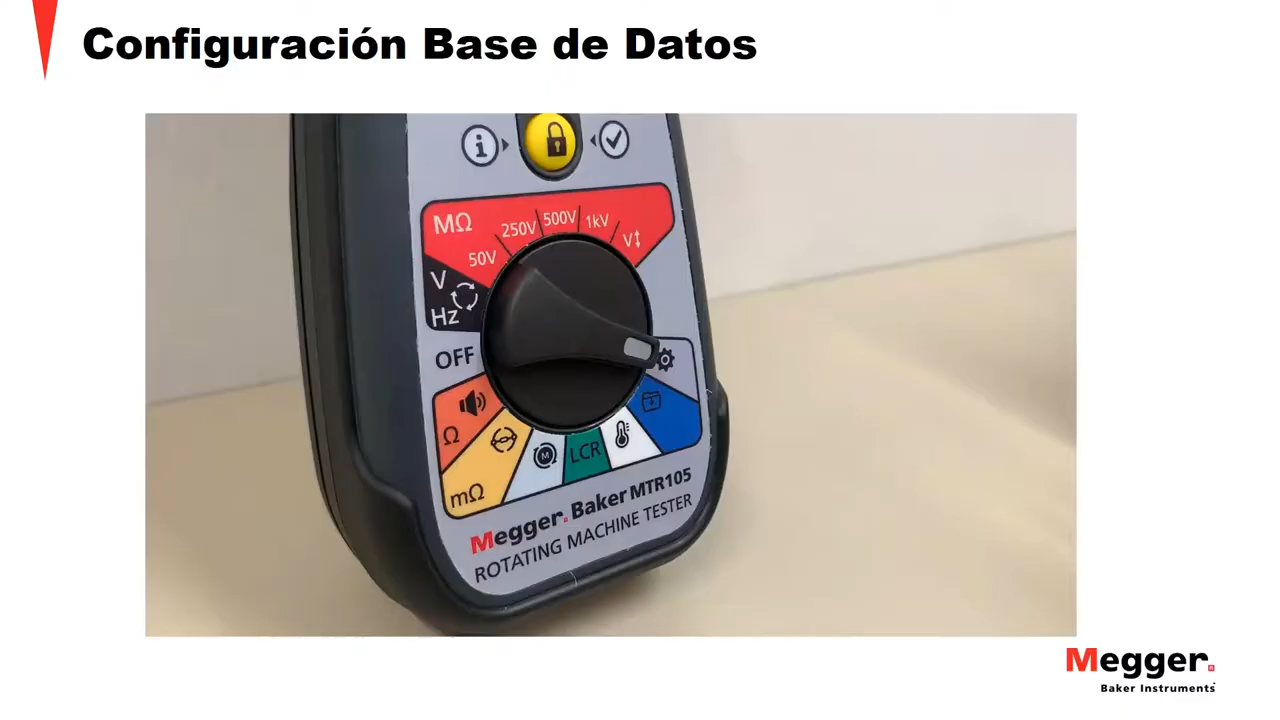 Configuración Base de Datos
MΩ
50V
250V
500V
1kV
V
V
Hz
OFF
Ω
mΩ
M
LCR
Megger. Baker MTR105
ROTATING MACHINE TESTER
Megger.
Baker Instruments